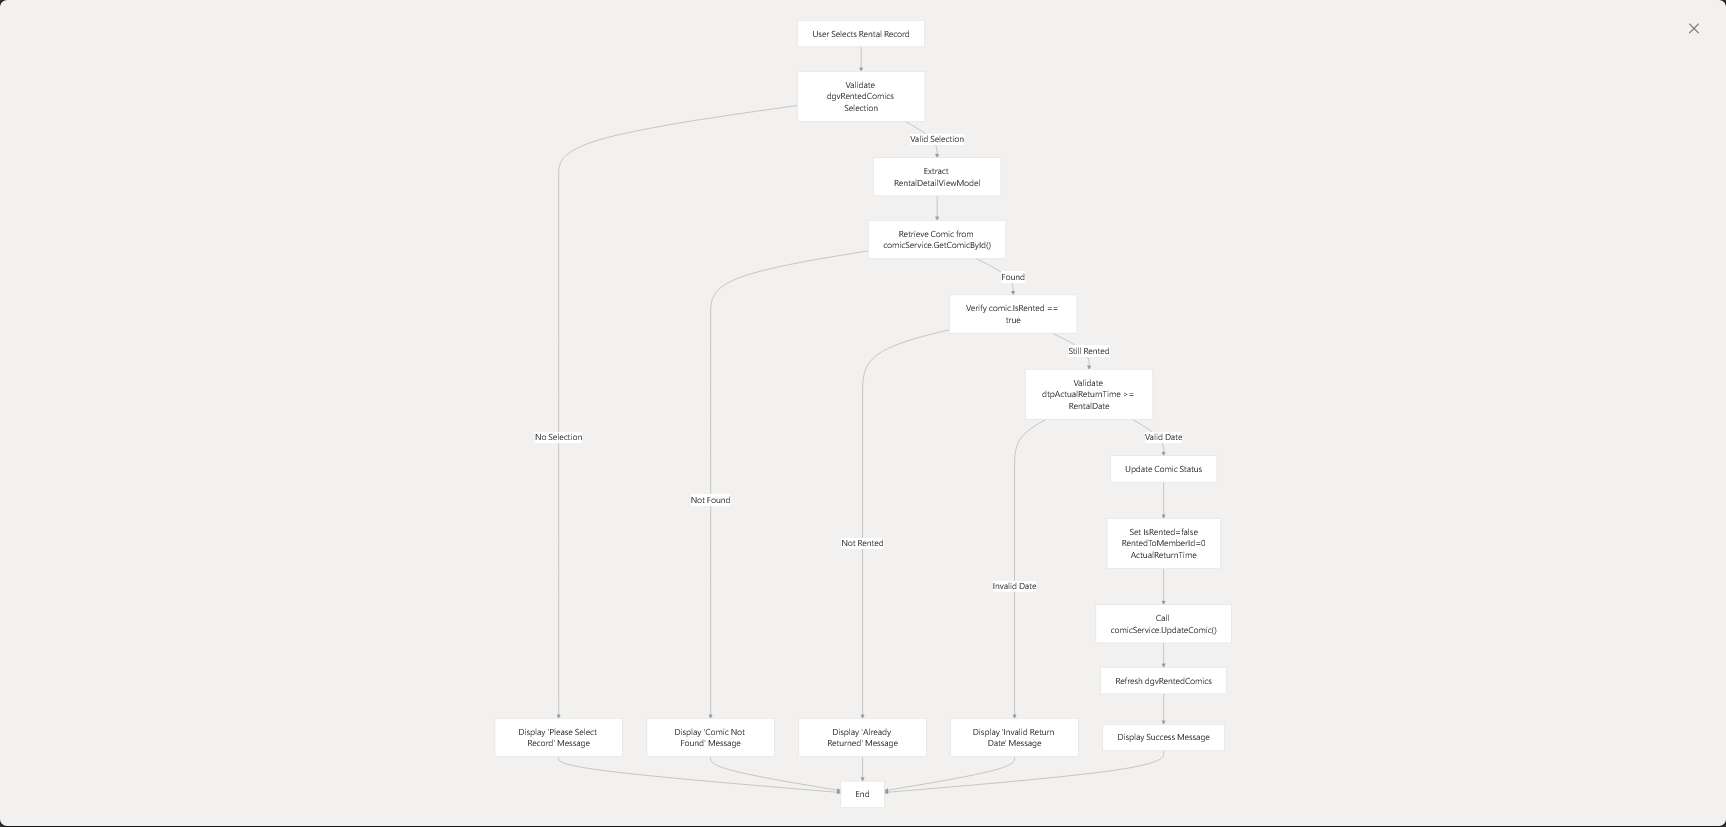 User Selects Rental Record
Validate
dgvRentedComics
Selection
Valid Selection
Extract
RentalDetailViewModel
Retrieve Comic from
comicService.GetComicById()
Found
Verify comic.IsRented ==
true
Still Rented
Validate
dtpActualReturnTime >=
RentalDate
No Selection
Valid Date
Update Comic Status
Not Found
Set IsRented=false
RentedToMemberId=0
ActualReturnTime
Not Rented
Invalid Date
Call
comicService.UpdateComic()
Refresh dgvRentedComics
Display 'Please Select
Record' Message
Display 'Comic Not
Found' Message
Display 'Already
Returned' Message
Display 'Invalid Return
Date' Message
Display Success Message
End